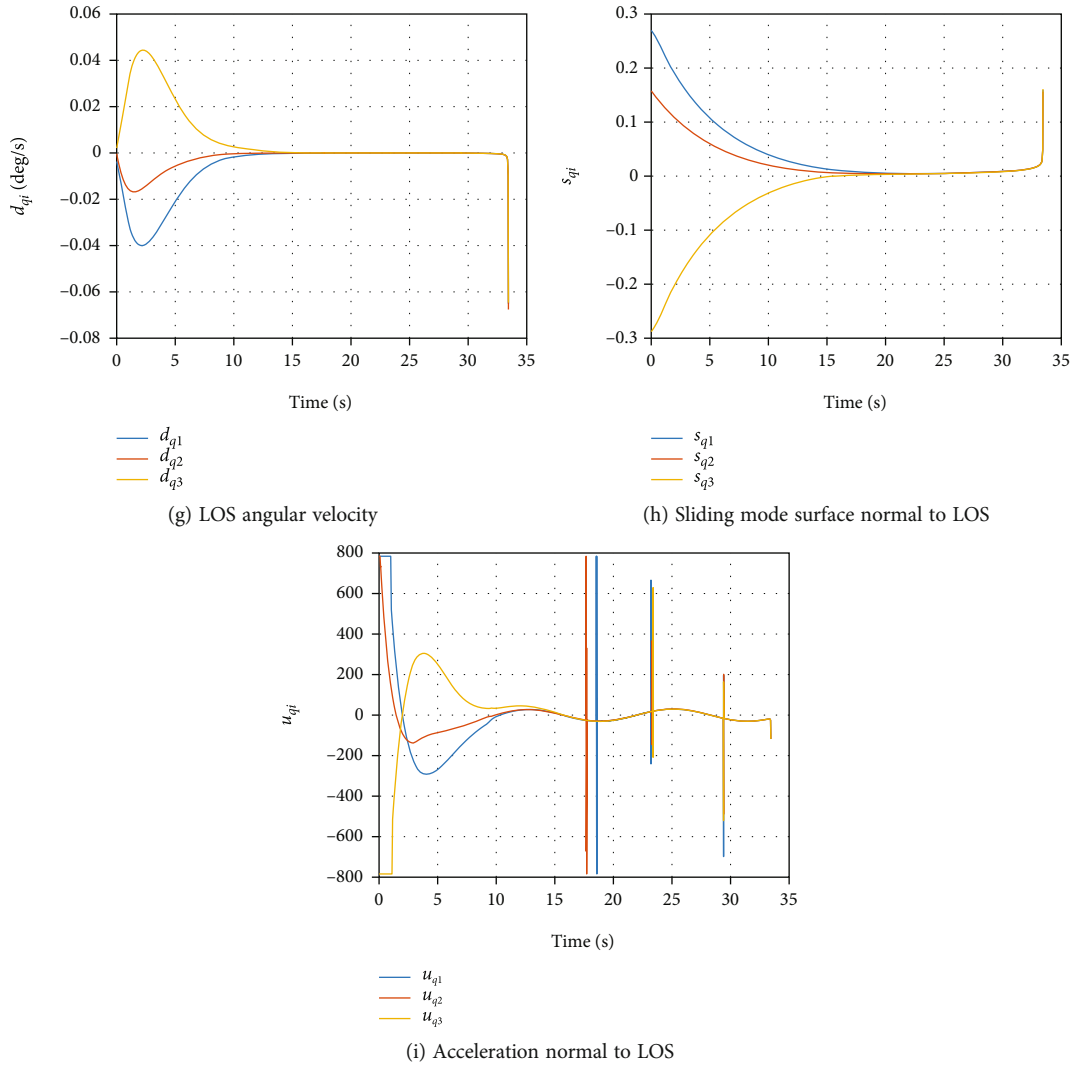 0.06
0.04
0.02
0
−0.02
−0.04
−0.06
−0.08
d_qi (deg/s)
0 5 10 15 20 25 30 35
Time (s)
d_q1
d_q2
d_q3
(g) LOS angular velocity
0.3
0.2
0.1
0
−0.1
−0.2
−0.3
s_qi
0 5 10 15 20 25 30 35
Time (s)
s_q1
s_q2
s_q3
(h) Sliding mode surface normal to LOS
800
600
400
200
0
−200
−400
−600
−800
u_qi
0 5 10 15 20 25 30 35
Time (s)
u_q1
u_q2
u_q3
(i) Acceleration normal to LOS